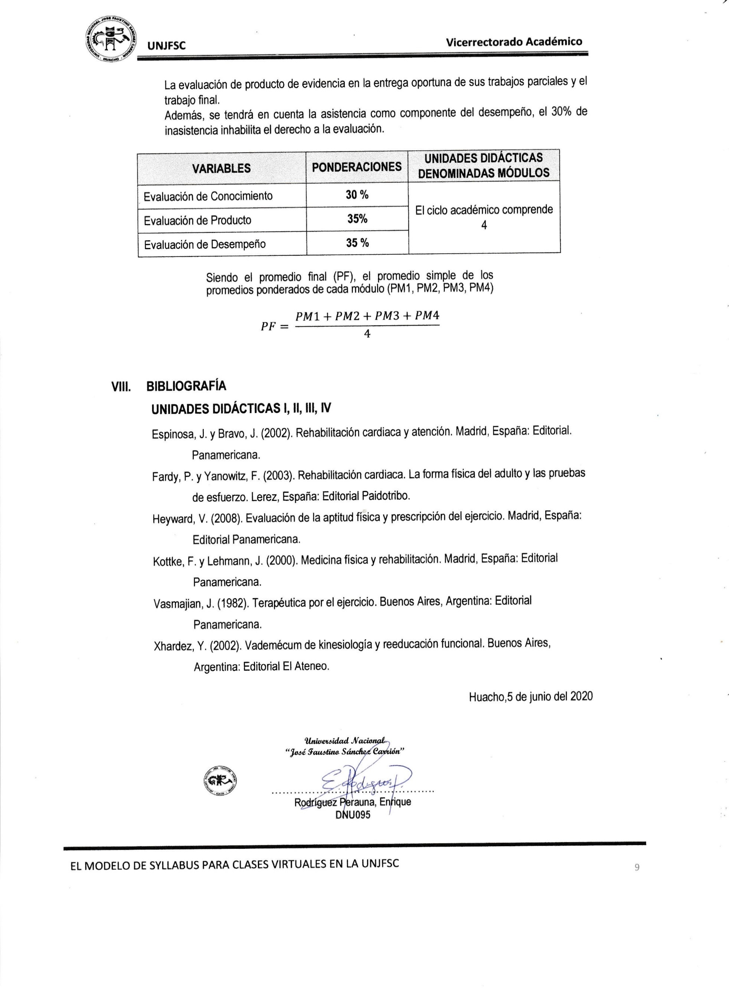 UNIVERSIDAD NACIONAL JOSE FAUSTINO SANCHEZ CARRION - HUACHO -
UNJFSC
Vicerrectorado Académico
La evaluación de producto de evidencia en la entrega oportuna de sus trabajos parciales y el
trabajo final.
Además, se tendrá en cuenta la asistencia como componente del desempeño, el 30% de
inasistencia inhabilita el derecho a la evaluación.
VARIABLES PONDERACIONES UNIDADES DIDÁCTICAS
DENOMINADAS MÓDULOS
Evaluación de Conocimiento 30 %
Evaluación de Producto 35%
Evaluación de Desempeño 35 %
El ciclo académico comprende
4
Siendo el promedio final (PF), el promedio simple de los
promedios ponderados de cada módulo (PM1, PM2, PM3, PM4)
PF = PM1 + PM2 + PM3 + PM4
4
VIII. BIBLIOGRAFÍA
UNIDADES DIDÁCTICAS I, II, III, IV
Espinosa, J. y Bravo, J. (2002). Rehabilitación cardiaca y atención. Madrid, España: Editorial.
Panamericana.
Fardy, P. y Yanowitz, F. (2003). Rehabilitación cardiaca. La forma física del adulto y las pruebas
de esfuerzo. Lerez, España: Editorial Paidotribo.
Heyward, V. (2008). Evaluación de la aptitud física y prescripción del ejercicio. Madrid, España:
Editorial Panamericana.
Kottke, F. y Lehmann, J. (2000). Medicina física y rehabilitación. Madrid, España: Editorial
Panamericana.
Vasmajian, J. (1982). Terapéutica por el ejercicio. Buenos Aires, Argentina: Editorial
Panamericana.
Xhardez, Y. (2002). Vademécum de kinesiología y reeducación funcional. Buenos Aires,
Argentina: Editorial El Ateneo.
Huacho,5 de junio del 2020
Universidad Nacional
“José Faustino Sánchez Carrión”
E. Rodríguez P.
Rodríguez Perauna, Enrique
DNU095
EL MODELO DE SYLLABUS PARA CLASES VIRTUALES EN LA UNJFSC
9